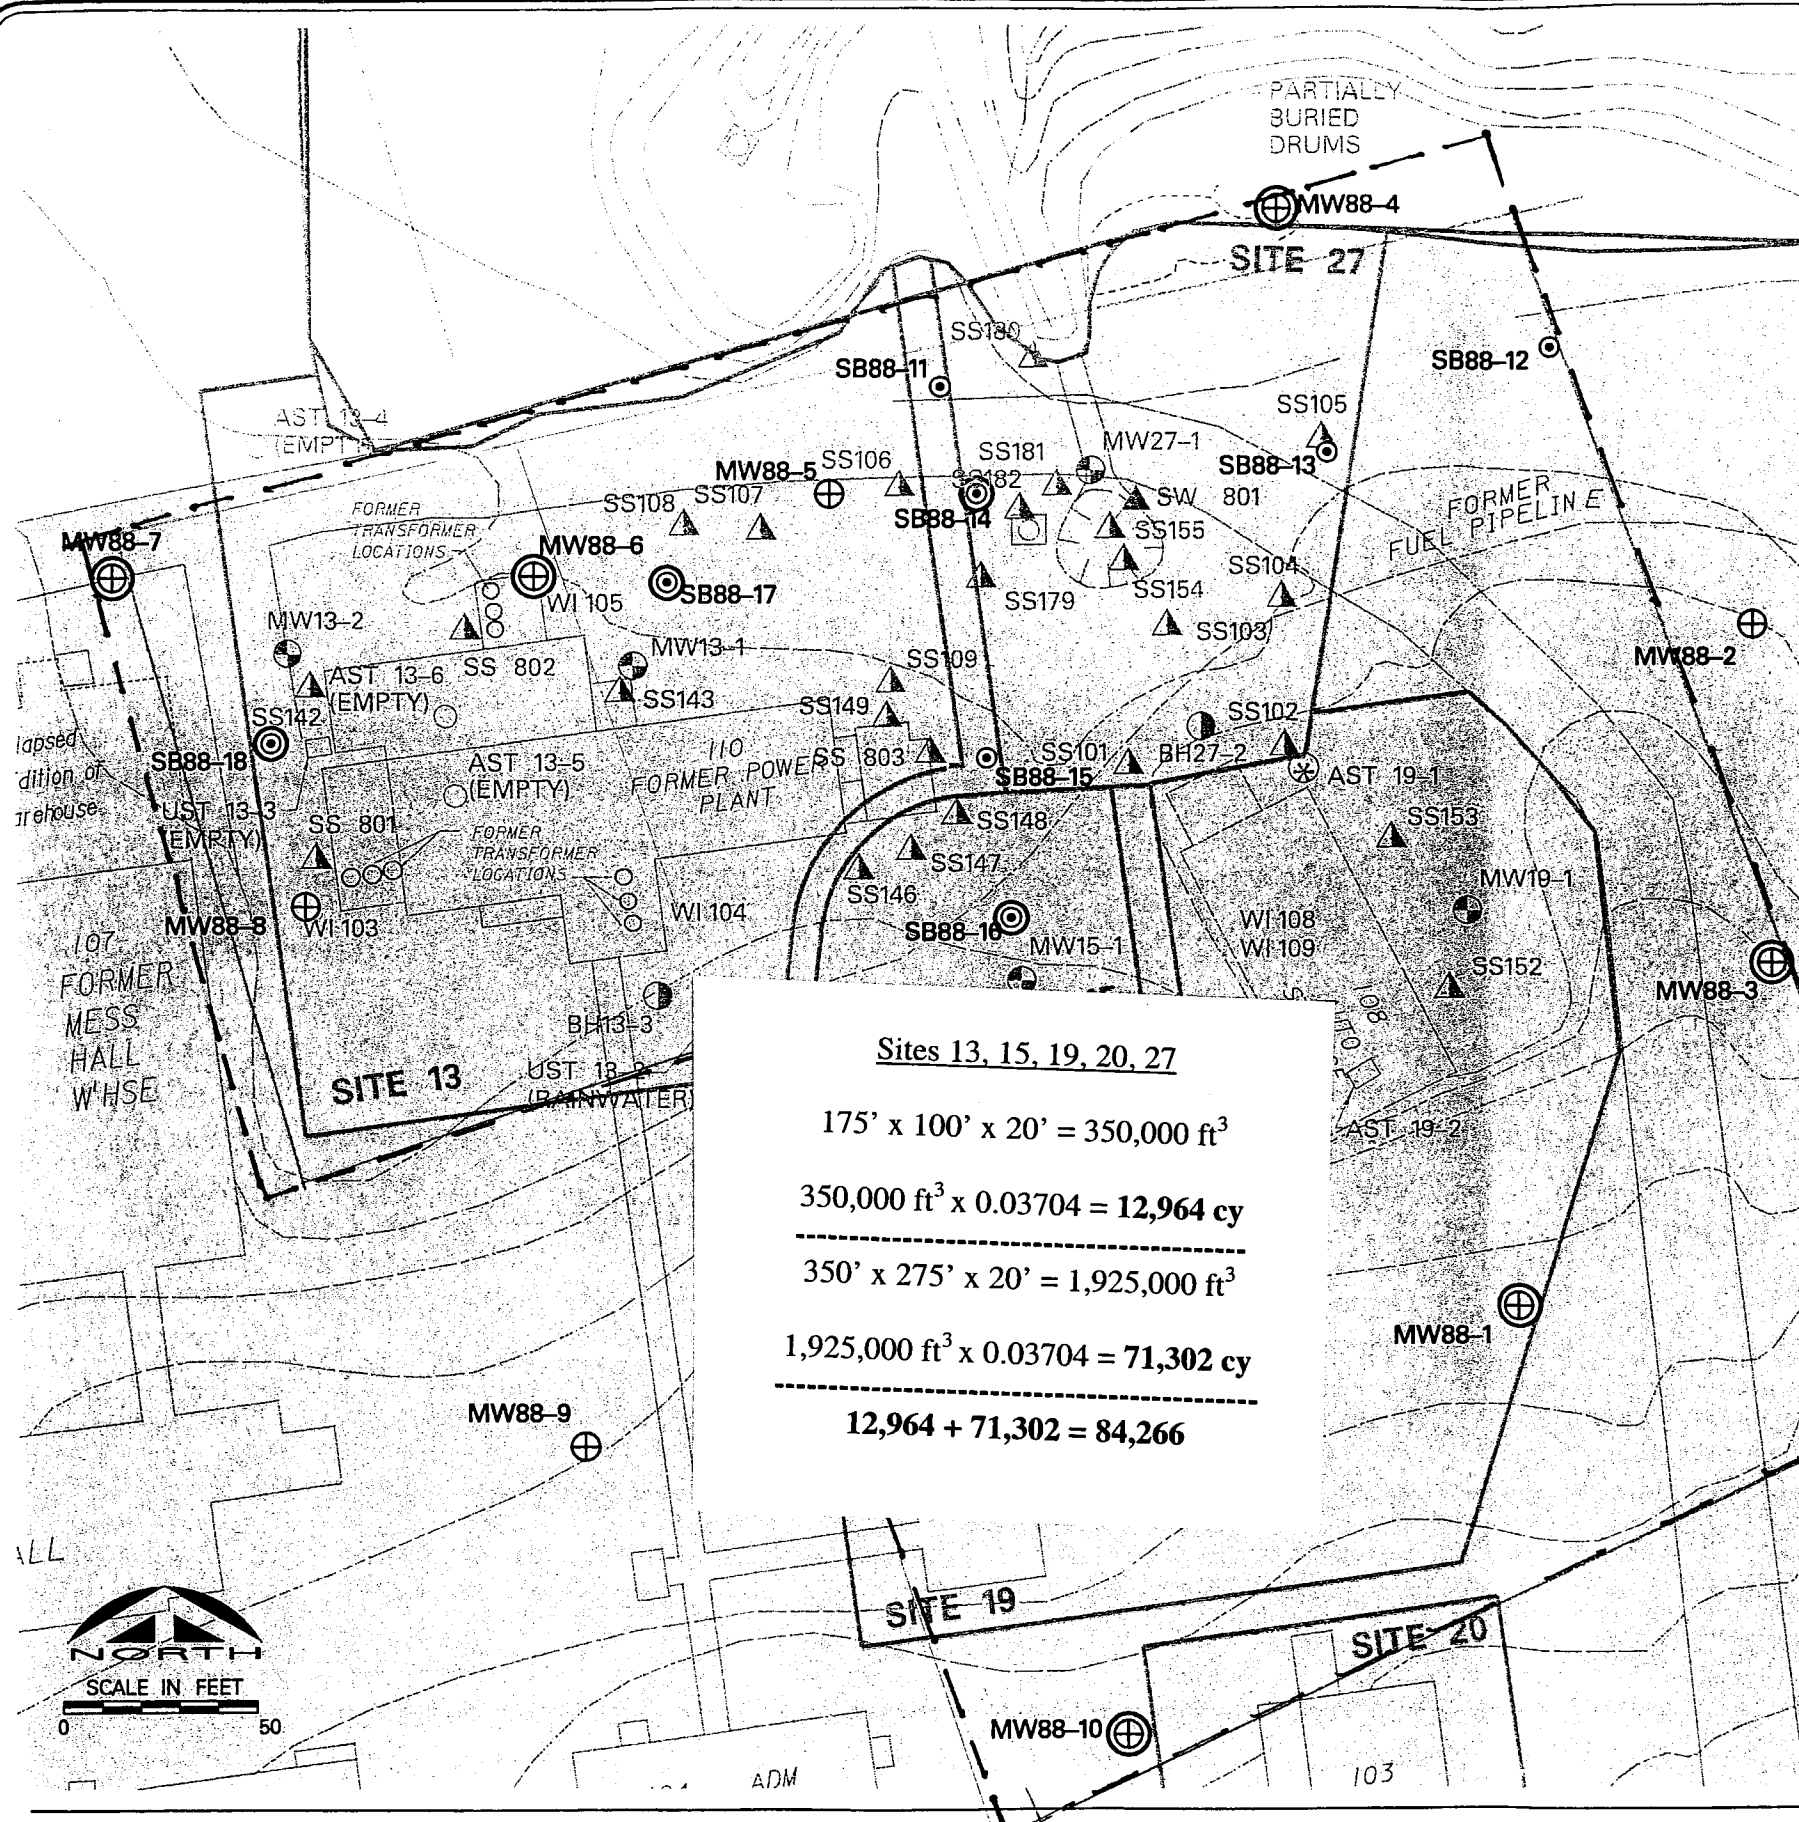 PARTIALLY
BURIED
DRUMS
MW88-4
SITE 27
SS180
SB88-11
SB88-12
AST 13-4
SS105
MW27-1
SS181
SS106
MW88-5
SB88-13
SS107
SS108
SW 801
FORMER
PIPELINE
FUEL
SB88-14
SS155
FORMER
TRANSFORMER
LOCATIONS
MW88-7
MW88-6
SS104
SB88-17
WI 105
SS154
SS179
MW13-2
SS103
MW13-1
MW88-2
SS109
AST 13-6
(EMPTY)
SS 802
SS143
SS149
SS142
SS102
lapsed
dition of
arehouse
SB88-18
AST 13-5
(EMPTY)
110
FORMER POWER
PLANT
SS 803
SS101
BH27-2
SB88-15
AST 19-1
UST 13-3
(EMPTY)
SS 801
FORMER
TRANSFORMER
LOCATIONS
SS148
SS153
SS147
SS146
MW19-1
MW88-8
WI 103
WI 104
WI 108
WI 109
SB88-16
MW15-1
107
FORMER
MESS
HALL
W'HSE
SS152
MW88-3
108
BH13-3
SITE 13
UST 13-2
(RAINWATER)
AST 19-2
Sites 13, 15, 19, 20, 27
175' x 100' x 20' = 350,000 ft³
350,000 ft³ x 0.03704 = 12,964 cy
350' x 275' x 20' = 1,925,000 ft³
1,925,000 ft³ x 0.03704 = 71,302 cy
12,964 + 71,302 = 84,266
MW88-1
MW88-9
ALL
NORTH
SCALE IN FEET
0 50
SITE 19
SITE 20
MW88-10
ADM
103